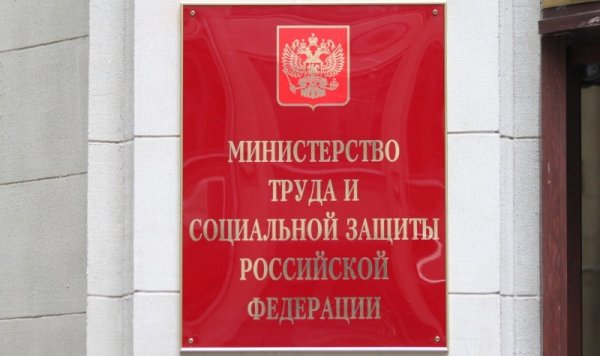 МИНИСТЕРСТВО
ТРУДА И
СОЦИАЛЬНОЙ ЗАЩИТЫ
РОССИЙСКОЙ
ФЕДЕРАЦИИ